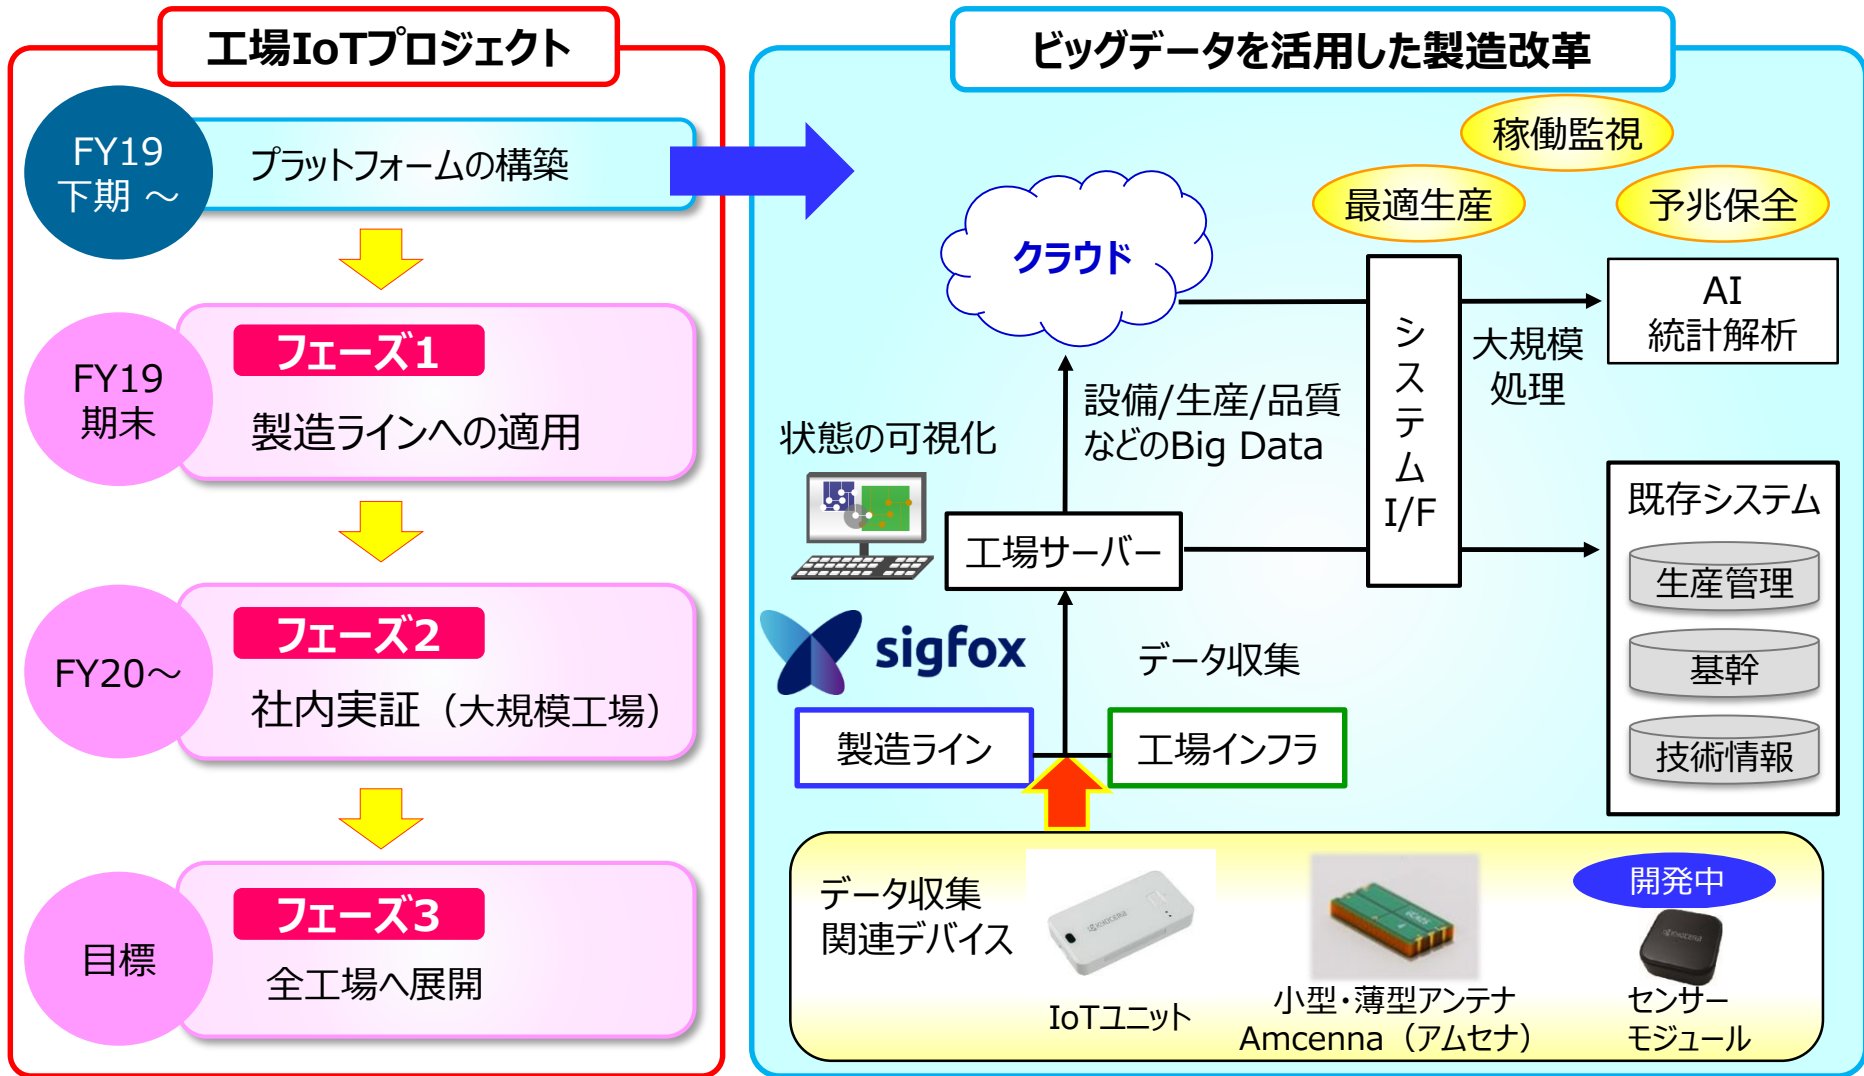 工場IoTプロジェクト
FY19
下期 ～
プラットフォームの構築
FY19
期末
フェーズ1
製造ラインへの適用
FY20～
フェーズ2
社内実証（大規模工場）
目標
フェーズ3
全工場へ展開
ビッグデータを活用した製造改革
稼働監視
最適生産
予兆保全
クラウド
システムI/F
大規模
処理
AI
統計解析
設備/生産/品質
などのBig Data
状態の可視化
工場サーバー
既存システム
生産管理
基幹
技術情報
sigfox
データ収集
製造ライン
工場インフラ
データ収集
関連デバイス
KYOCERA
IoTユニット
小型・薄型アンテナ
Amcenna（アムセナ）
開発中
KYOCERA
センサー
モジュール